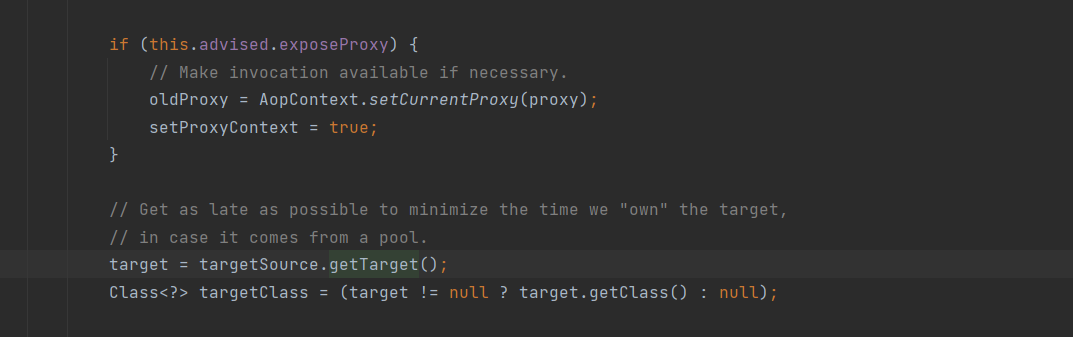 if (this.advised.exposeProxy) {
// Make invocation available if necessary.
oldProxy = AopContext.setCurrentProxy(proxy);
setProxyContext = true;
}
// Get as late as possible to minimize the time we "own" the target,
// in case it comes from a pool.
target = targetSource.getTarget();
Class<?> targetClass = (target != null ? target.getClass() : null);